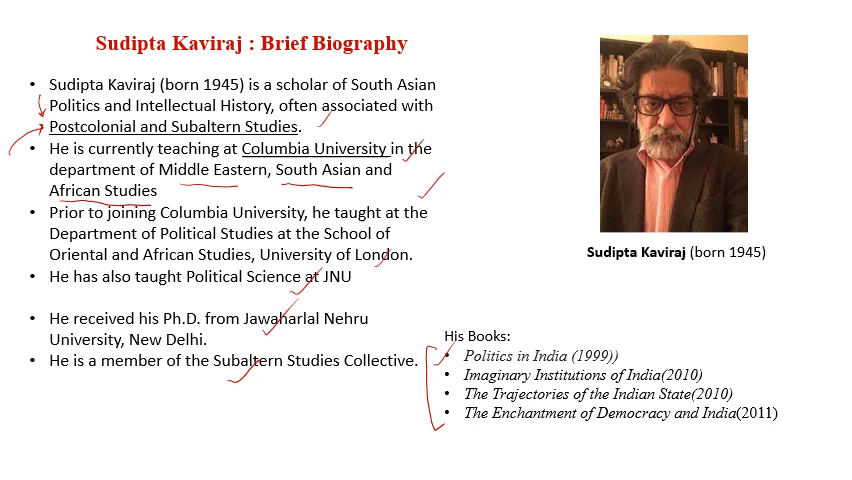 Sudipta Kaviraj : Brief Biography
• Sudipta Kaviraj (born 1945) is a scholar of South Asian
Politics and Intellectual History, often associated with
Postcolonial and Subaltern Studies.
• He is currently teaching at Columbia University in the
department of Middle Eastern, South Asian and
African Studies
• Prior to joining Columbia University, he taught at the
Department of Political Studies at the School of
Oriental and African Studies, University of London.
• He has also taught Political Science at JNU
• He received his Ph.D. from Jawaharlal Nehru
University, New Delhi.
• He is a member of the Subaltern Studies Collective.
Sudipta Kaviraj (born 1945)
His Books:
• Politics in India (1999))
• Imaginary Institutions of India(2010)
• The Trajectories of the Indian State(2010)
• The Enchantment of Democracy and India(2011)